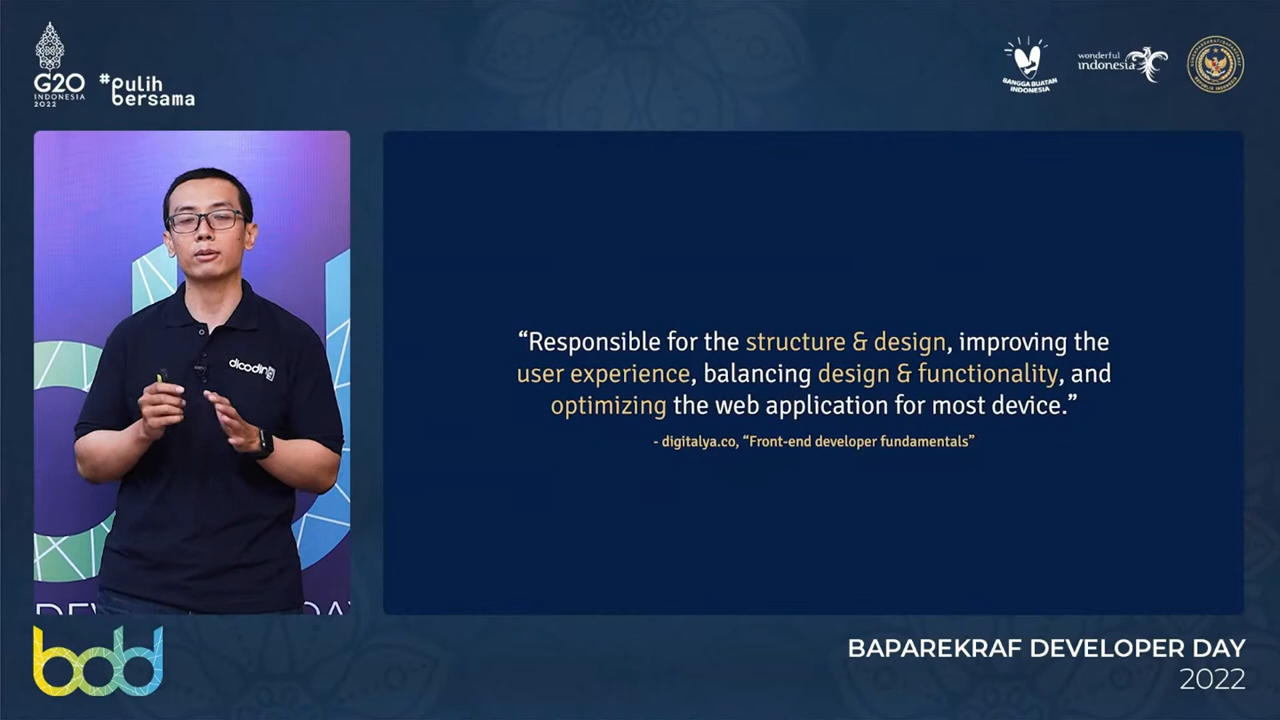 G20
INDONESIA
2022
#pulih
bersama
BANGGA BUATAN
INDONESIA
wonderful
indonesia
dicoding
“Responsible for the structure & design, improving the
user experience, balancing design & functionality, and
optimizing the web application for most device.”
- digitalya.co, “Front-end developer fundamentals”
bdd
BAPAREKRAF DEVELOPER DAY
2022